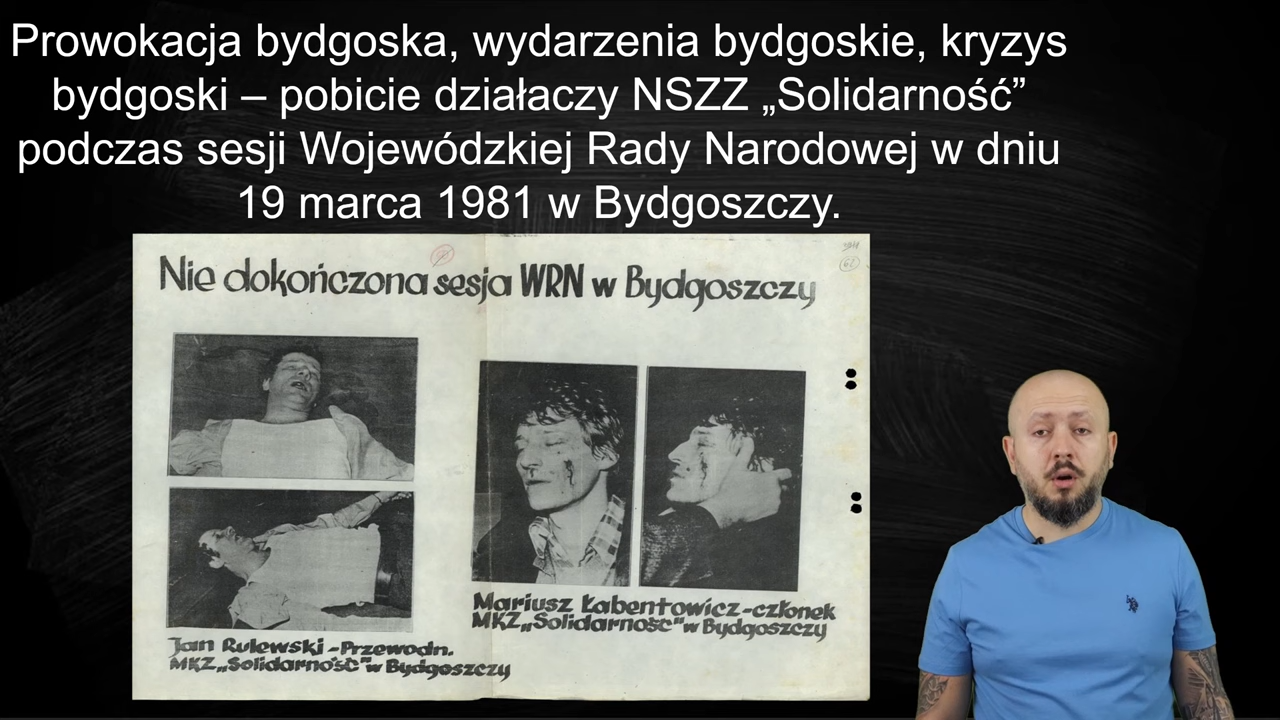 Prowokacja bydgoska, wydarzenia bydgoskie, kryzys
bydgoski – pobicie działaczy NSZZ „Solidarność”
podczas sesji Wojewódzkiej Rady Narodowej w dniu
19 marca 1981 w Bydgoszczy.
Nie dokończona sesja WRN w Bydgoszczy
Jan Rulewski - Przewodn.
MKZ „Solidarność” w Bydgoszczy
Mariusz Łabentowicz - członek
MKZ „Solidarność” w Bydgoszczy